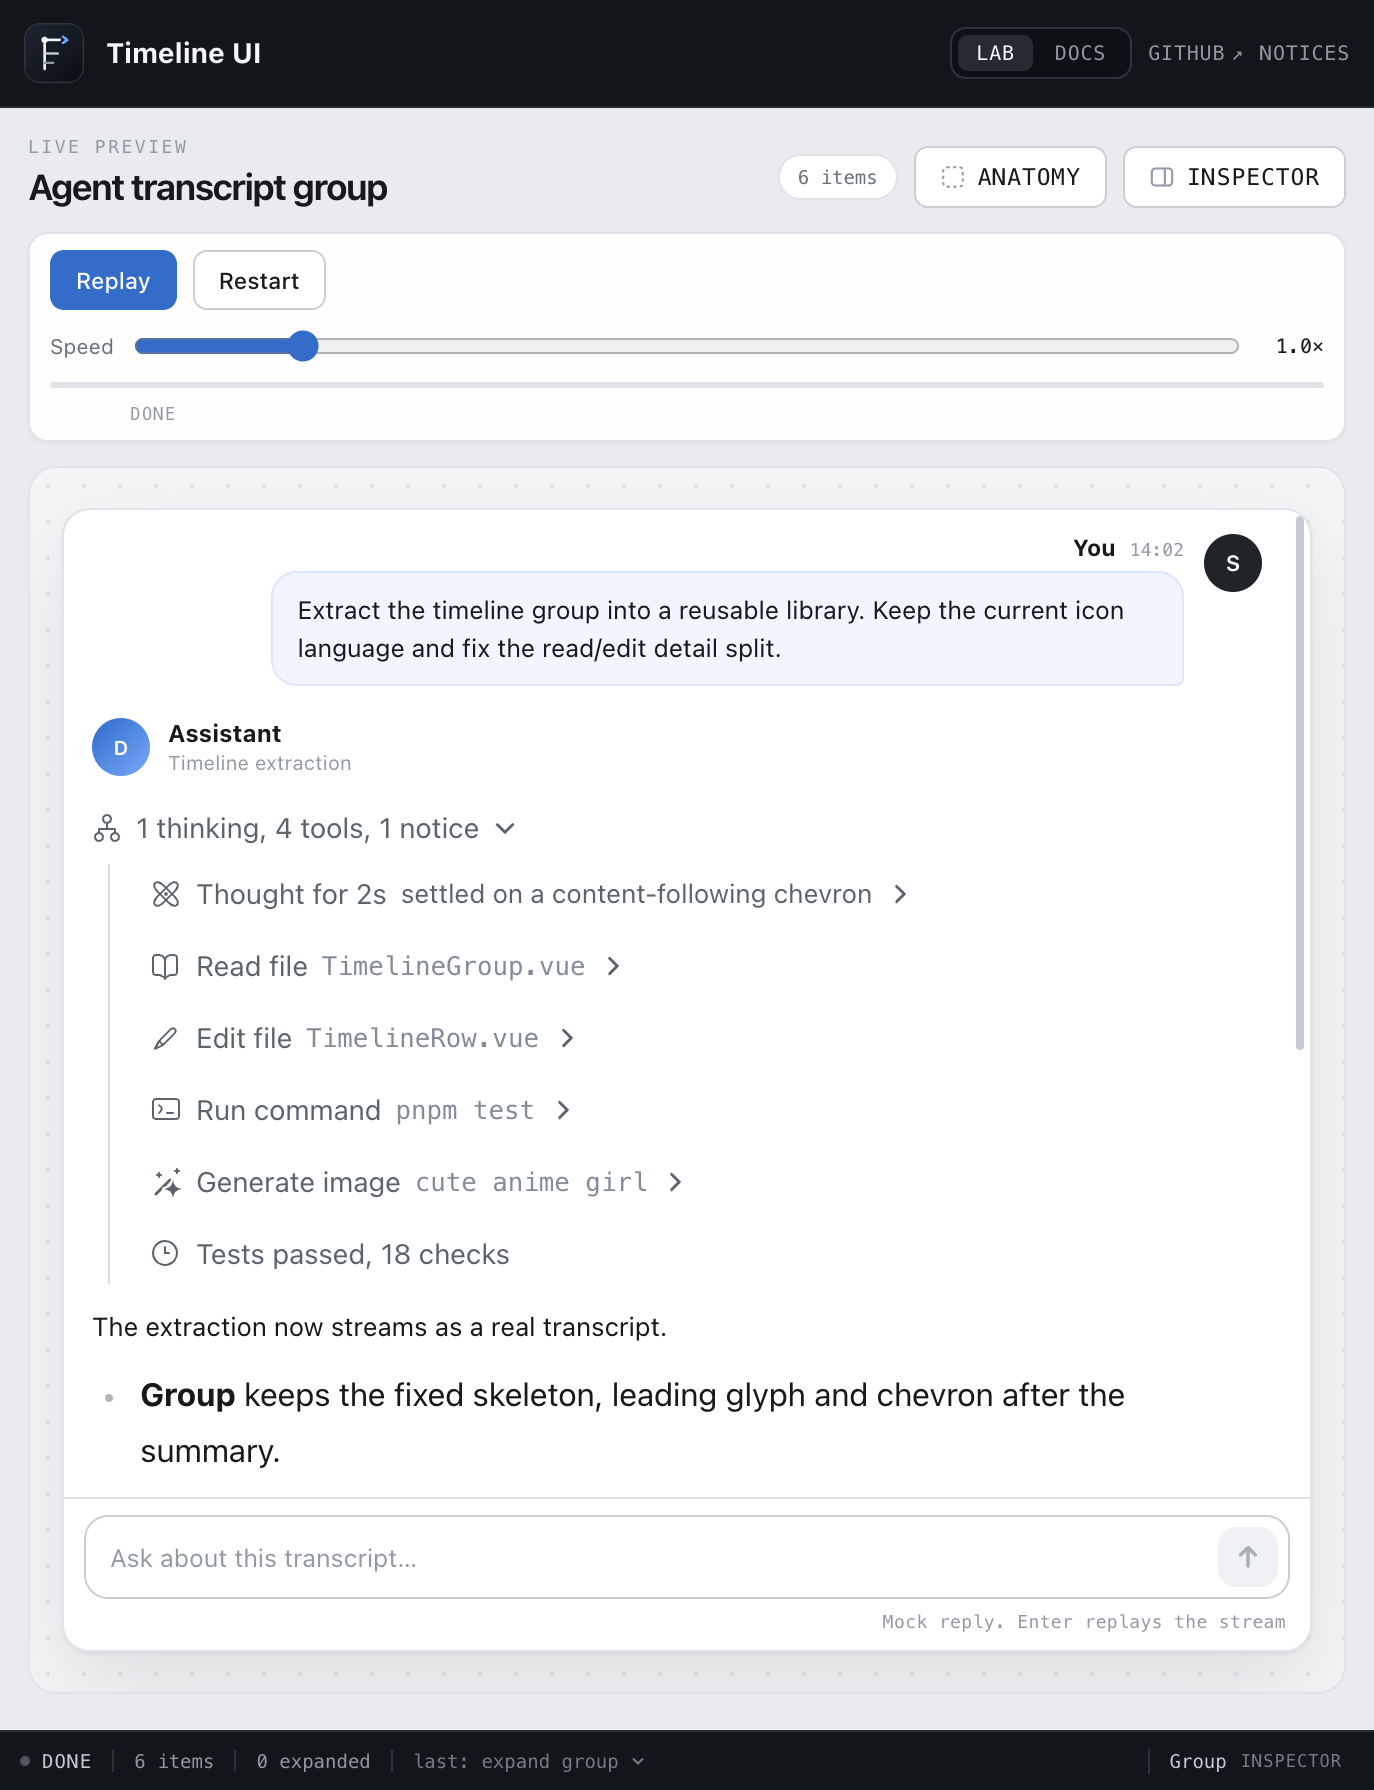 Timeline UI
LAB DOCS GITHUB↗ NOTICES
LIVE PREVIEW
Agent transcript group
6 items
ANATOMY
INSPECTOR
Replay
Restart
Speed
1.0×
DONE
You 14:02
S
Extract the timeline group into a reusable library. Keep the current icon
language and fix the read/edit detail split.
D
Assistant
Timeline extraction
1 thinking, 4 tools, 1 notice
Thought for 2s settled on a content-following chevron
Read file TimelineGroup.vue
Edit file TimelineRow.vue
Run command pnpm test
Generate image cute anime girl
Tests passed, 18 checks
The extraction now streams as a real transcript.
• Group keeps the fixed skeleton, leading glyph and chevron after the
summary.
Ask about this transcript...
Mock reply. Enter replays the stream
DONE 6 items 0 expanded last: expand group Group INSPECTOR